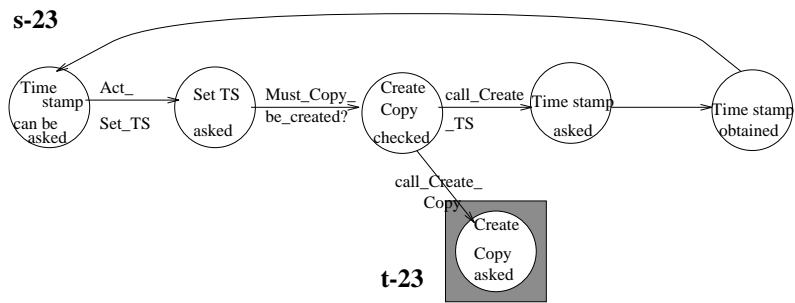 s-23
Time
stamp
can be
asked
Act_
Set_TS
Set TS
asked
Must_Copy_
be_created?
Create
Copy
checked
call_Create
_TS
Time stamp
asked
Time stamp
obtained
call_Create_
Copy
Create
Copy
asked
t-23